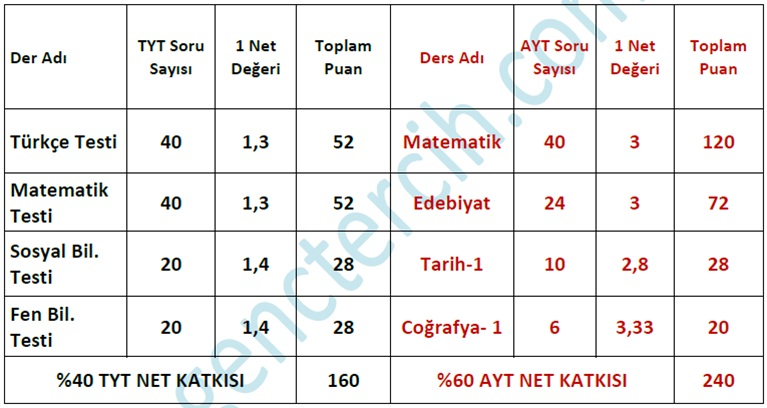 Der Adı TYT Soru Sayısı 1 Net Değeri Toplam Puan Ders Adı AYT Soru Sayısı 1 Net Değeri Toplam Puan
Türkçe Testi 40 1,3 52 Matematik 40 3 120
Matematik Testi 40 1,3 52 Edebiyat 24 3 72
Sosyal Bil. Testi 20 1,4 28 Tarih-1 10 2,8 28
Fen Bil. Testi 20 1,4 28 Coğrafya- 1 6 3,33 20
%40 TYT NET KATKISI 160 %60 AYT NET KATKISI 240
genctercih.com